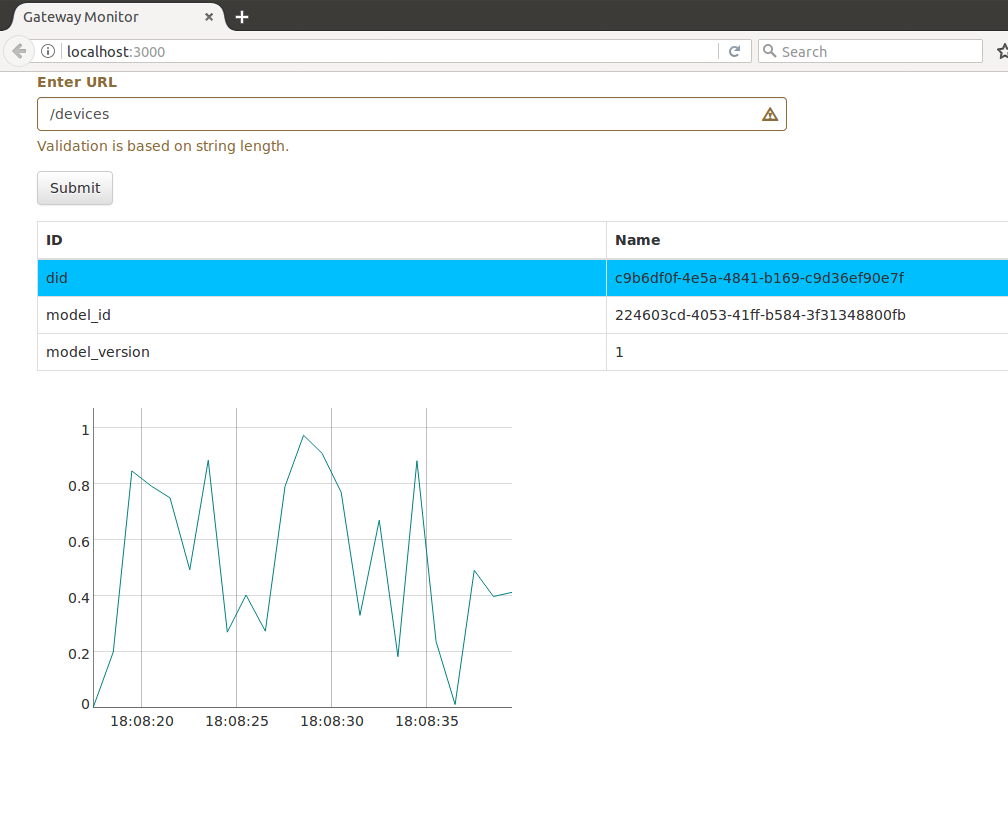 Gateway Monitor
localhost:3000
Search
Enter URL
/devices
Validation is based on string length.
Submit
ID Name
did c9b6df0f-4e5a-4841-b169-c9d36ef90e7f
model_id 224603cd-4053-41ff-b584-3f31348800fb
model_version 1
1
0.8
0.6
0.4
0.2
0
18:08:20 18:08:25 18:08:30 18:08:35